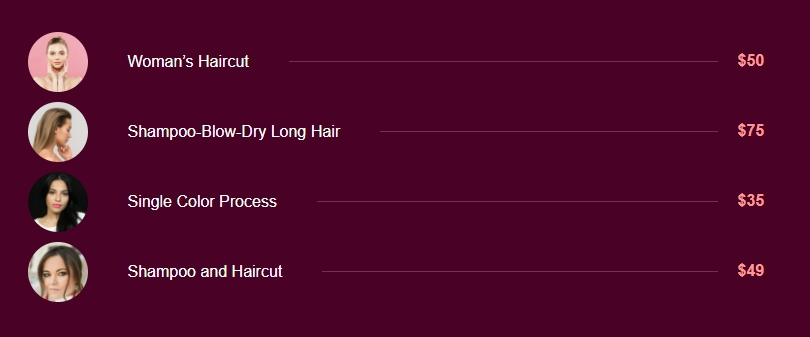 Woman’s Haircut $50
Shampoo-Blow-Dry Long Hair $75
Single Color Process $35
Shampoo and Haircut $49